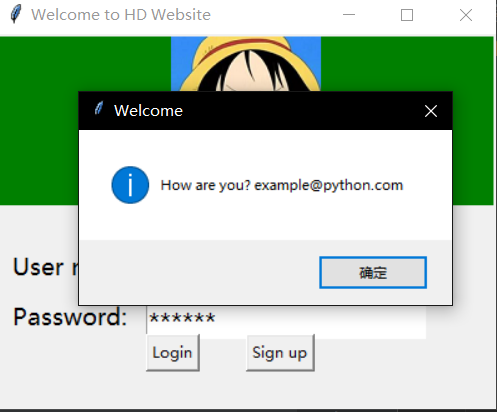 Welcome to HD Website
Welcome
How are you? example@python.com
确定
User
Password: ******
Login Sign up